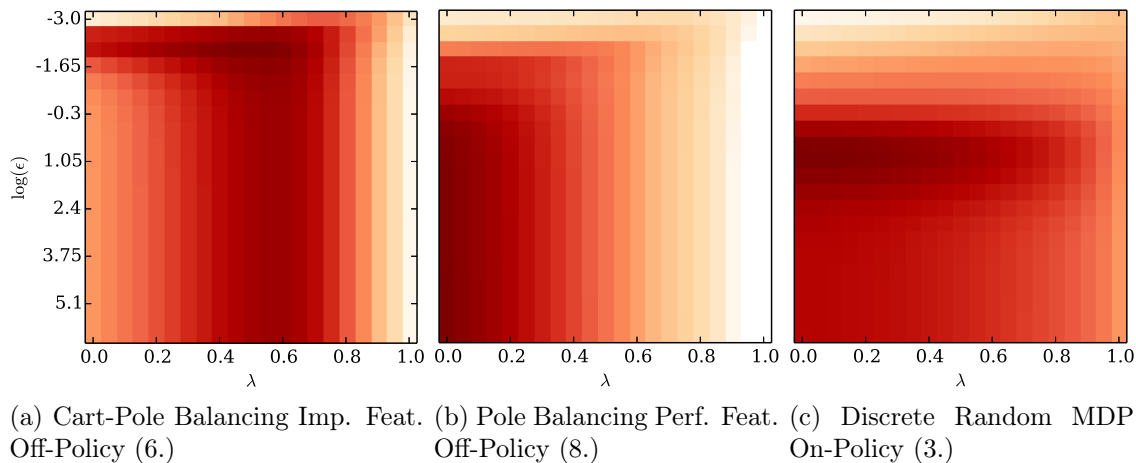 -3.0
-1.65
-0.3
1.05
2.4
3.75
5.1
log(ϵ)
0.0 0.2 0.4 0.6 0.8 1.0
λ
0.0 0.2 0.4 0.6 0.8 1.0
λ
0.0 0.2 0.4 0.6 0.8 1.0
λ
(a) Cart-Pole Balancing Imp. Feat.
Off-Policy (6.)
(b) Pole Balancing Perf. Feat.
Off-Policy (8.)
(c) Discrete Random MDP
On-Policy (3.)